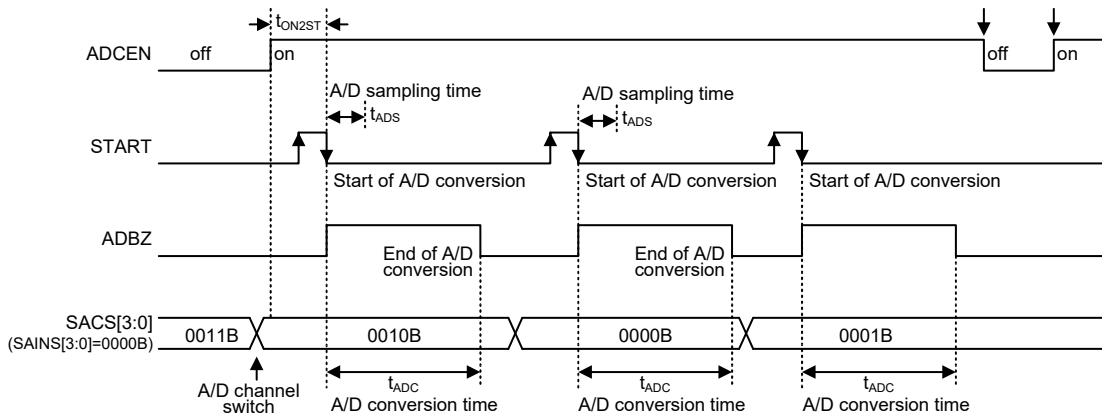 tON2ST
ADCEN
off
on
off
on
A/D sampling time
tADS
A/D sampling time
tADS
START
Start of A/D conversion
Start of A/D conversion
Start of A/D conversion
ADBZ
End of A/D
conversion
End of A/D
conversion
SACS[3:0]
(SAINS[3:0]=0000B)
0011B
0010B
0000B
0001B
A/D channel
switch
tADC
A/D conversion time
tADC
A/D conversion time
tADC
A/D conversion time